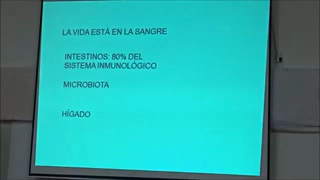 LA VIDA ESTÁ EN LA SANGRE
INTESTINOS: 80% DEL
SISTEMA INMUNOLÓGICO
MICROBIOTA
HÍGADO